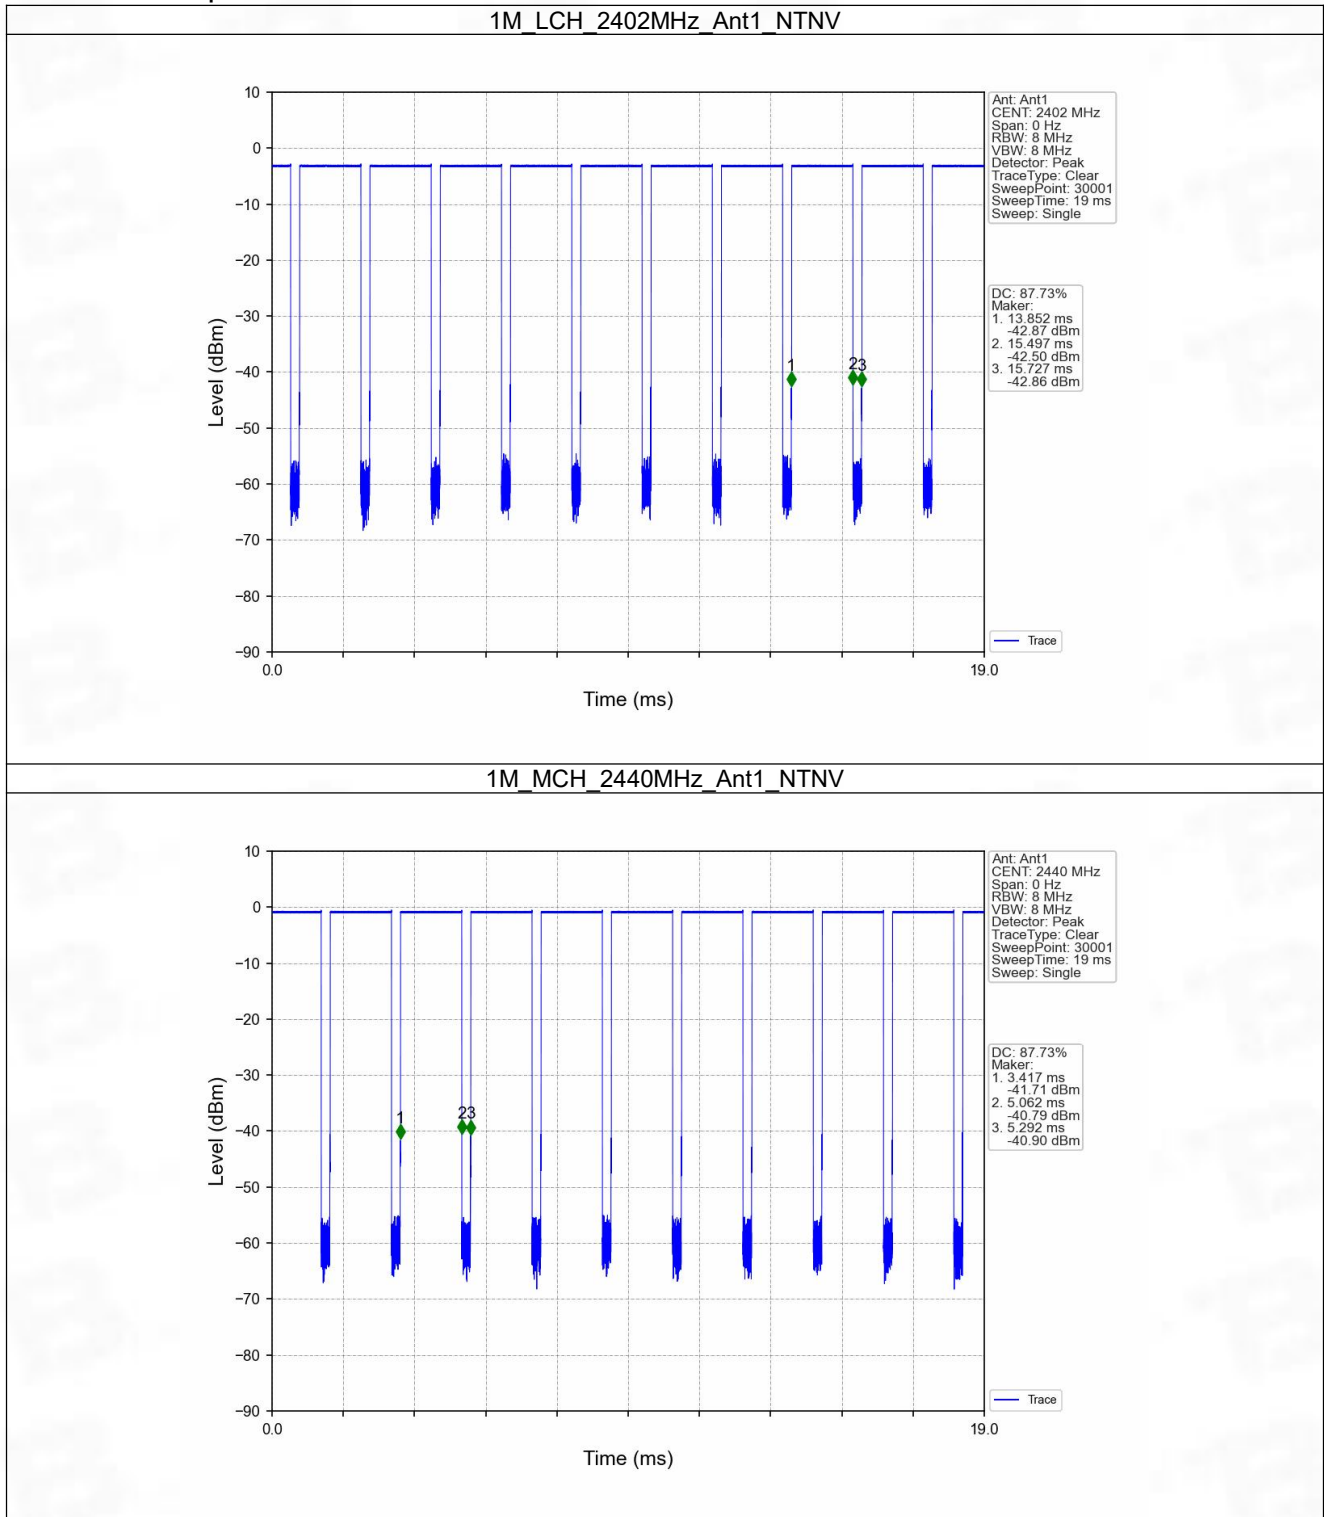 1M_LCH_2402MHz_Ant1_NTNV
10
0
−10
−20
−30
−40
−50
−60
−70
−80
−90
Level (dBm)
0.0
19.0
Time (ms)
1
23
Ant: Ant1
CENT: 2402 MHz
Span: 0 Hz
RBW: 8 MHz
VBW: 8 MHz
Detector: Peak
TraceType: Clear
SweepPoint: 30001
SweepTime: 19 ms
Sweep: Single
DC: 87.73%
Maker:
1. 13.852 ms
-42.87 dBm
2. 15.497 ms
-42.50 dBm
3. 15.727 ms
-42.86 dBm
Trace
1M_MCH_2440MHz_Ant1_NTNV
10
0
−10
−20
−30
−40
−50
−60
−70
−80
−90
Level (dBm)
0.0
19.0
Time (ms)
1
23
Ant: Ant1
CENT: 2440 MHz
Span: 0 Hz
RBW: 8 MHz
VBW: 8 MHz
Detector: Peak
TraceType: Clear
SweepPoint: 30001
SweepTime: 19 ms
Sweep: Single
DC: 87.73%
Maker:
1. 3.417 ms
-41.71 dBm
2. 5.062 ms
-40.79 dBm
3. 5.292 ms
-40.90 dBm
Trace